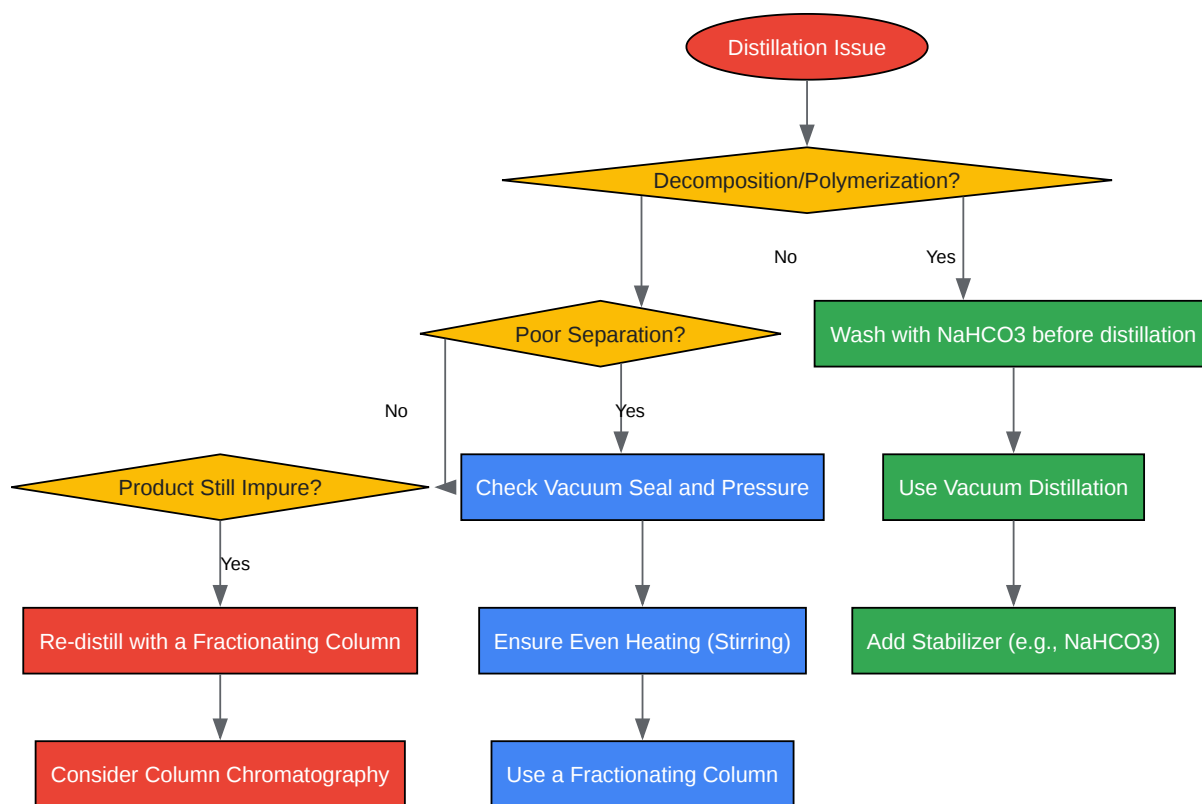 Distillation Issue
Decomposition/Polymerization?
No
Yes
Poor Separation?
Wash with NaHCO3 before distillation
No
Yes
Product Still Impure?
Check Vacuum Seal and Pressure
Use Vacuum Distillation
Yes
Re-distill with a Fractionating Column
Ensure Even Heating (Stirring)
Add Stabilizer (e.g., NaHCO3)
Consider Column Chromatography
Use a Fractionating Column